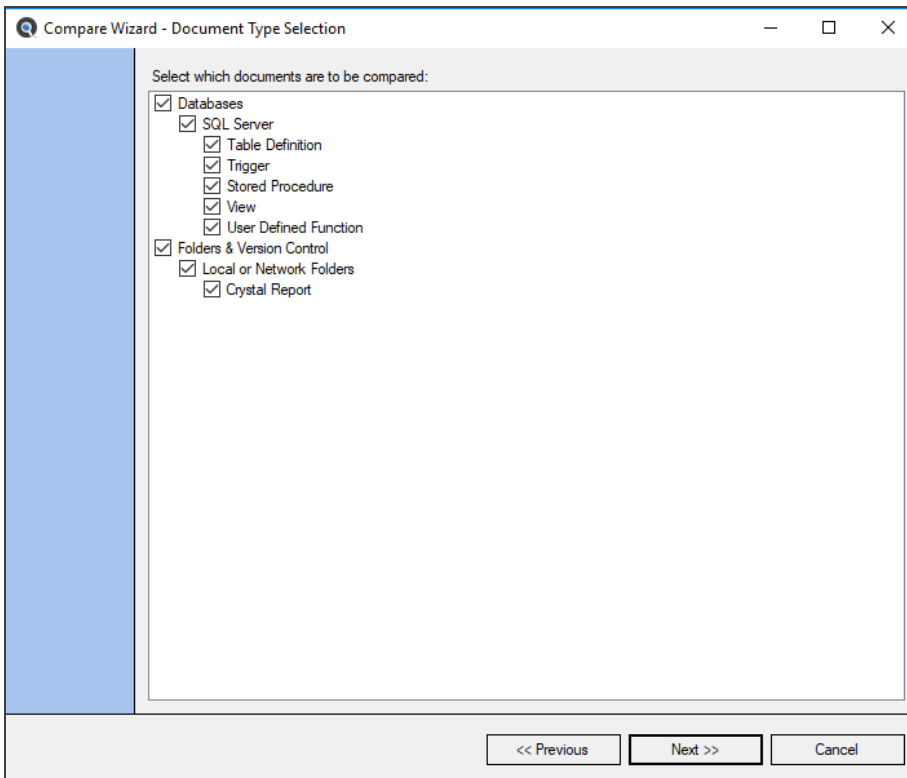 Compare Wizard - Document Type Selection
Select which documents are to be compared:
Databases
SQL Server
Table Definition
Trigger
Stored Procedure
View
User Defined Function
Folders & Version Control
Local or Network Folders
Crystal Report
<< Previous
Next >>
Cancel